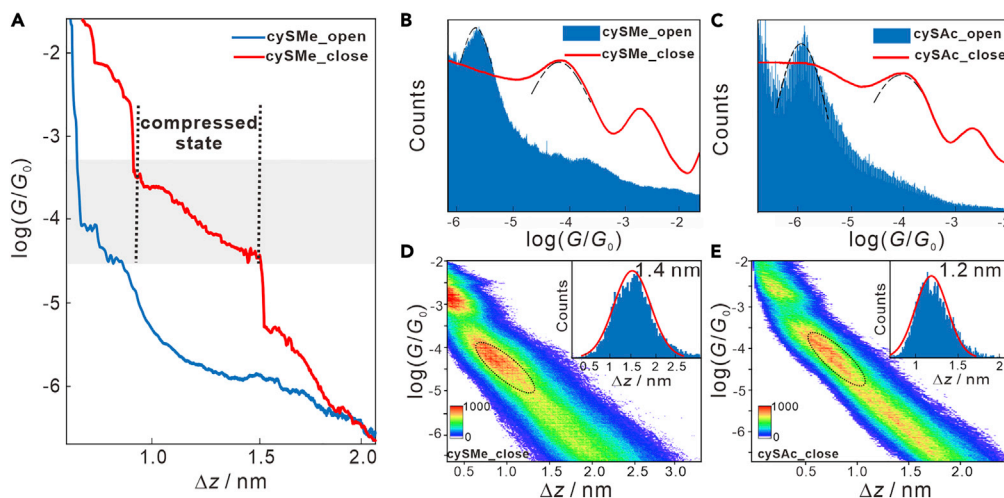 A
cySMe_open
cySMe_close
compressed
state
log(G/G0)
-2
-3
-4
-5
-6
1.0
1.5
2.0
Δz / nm
B
cySMe_open
cySMe_close
Counts
-6
-5
-4
-3
-2
log(G/G0)
C
cySAc_open
cySAc_close
Counts
-6
-5
-4
-3
-2
log(G/G0)
D
log(G/G0)
-2
-3
-4
-5
-6
1.4 nm
Counts
0.5
1.0
1.5
2.0
2.5
Δz / nm
1000
0
cySMe_close
0.5
1.0
1.5
2.0
2.5
3.0
Δz / nm
E
log(G/G0)
-2
-3
-4
-5
-6
1.2 nm
Counts
1.0
1.5
2
Δz / nm
1000
0
cySAc_close
0.5
1.0
1.5
2.0
Δz / nm